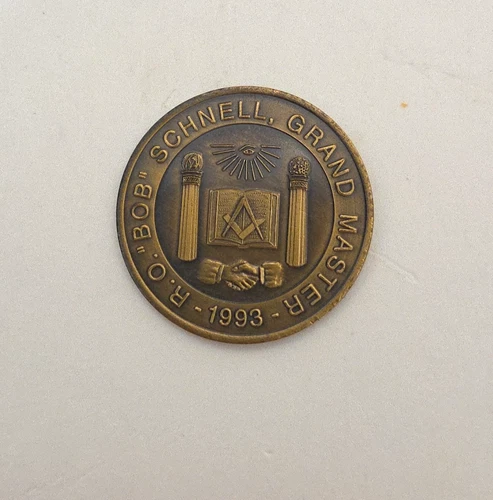 R.O. "BOB" SCHNELL, GRAND MASTER
- 1993 -